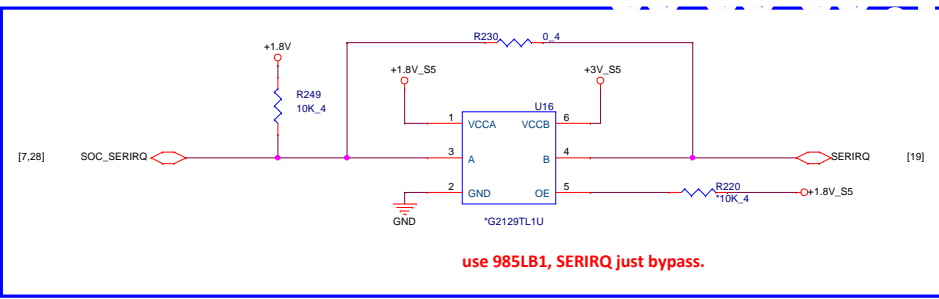 R230 0_4
+1.8V
+1.8V_S5 +3V_S5
R249
10K_4
U16
1 VCCA VCCB 6
[7,28] SOC_SERIRQ 3 A B 4 SERIRQ [19]
2 GND OE 5 R220 +1.8V_S5
*10K_4
GND *G2129TL1U
use 985LB1, SERIRQ just bypass.